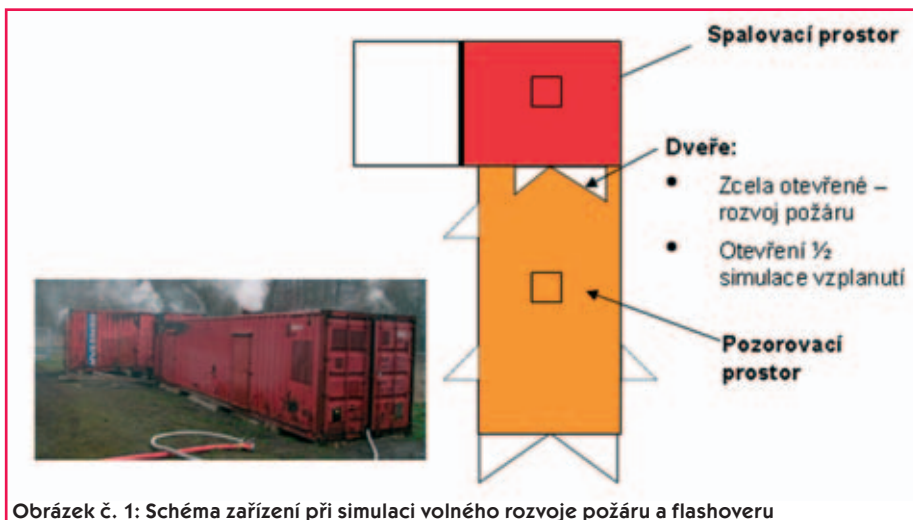 Spalovací prostor
Dveře:
• Zcela otevřené –
rozvoj požáru
• Otevření ½
simulace vzplanutí
Pozorovací
prostor
Obrázek č. 1: Schéma zařízení při simulaci volného rozvoje požáru a flashoveru